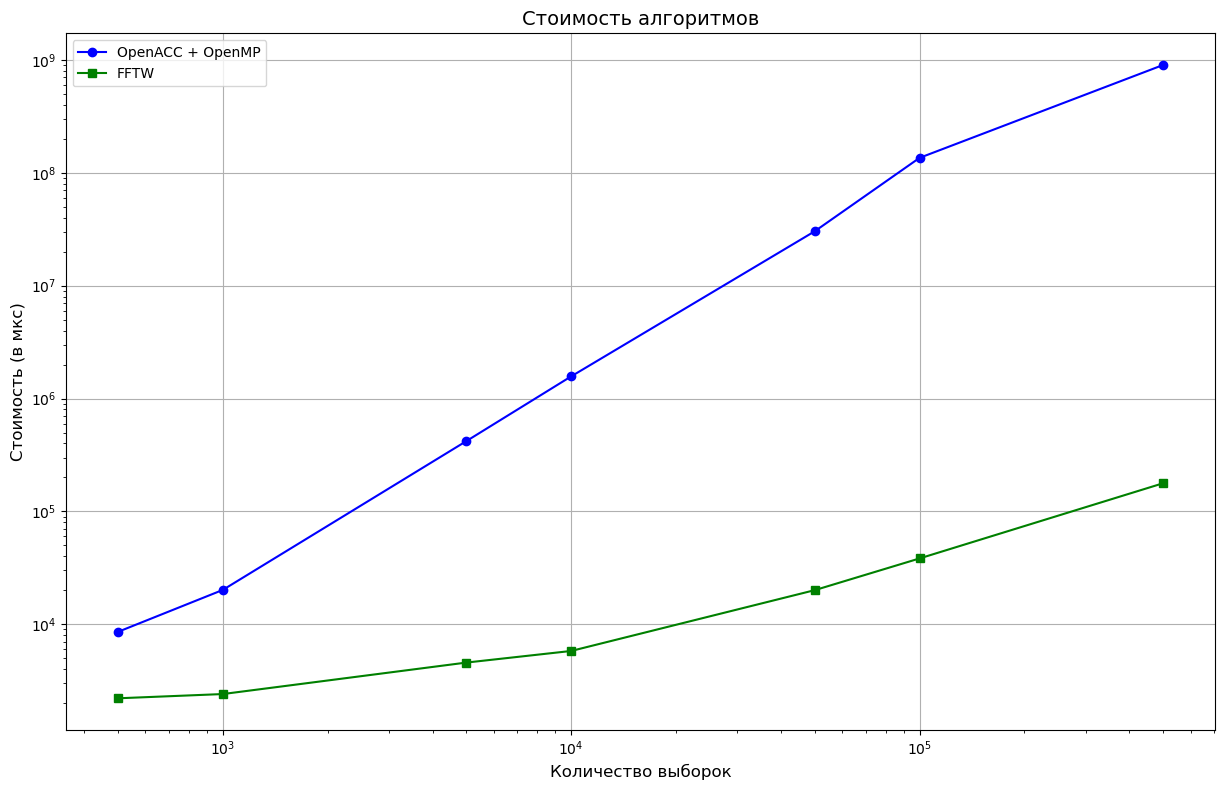 Стоимость алгоритмов
OpenACC + OpenMP
FFTW
10⁹
10⁸
10⁷
10⁶
10⁵
10⁴
Стоимость (в мкс)
10³ 10⁴ 10⁵
Количество выборок